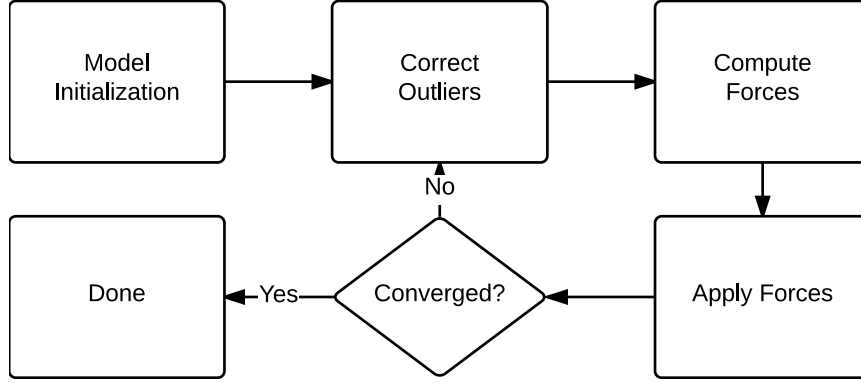 Model
Initialization
Correct
Outliers
Compute
Forces
No
Done
Yes
Converged?
Apply Forces